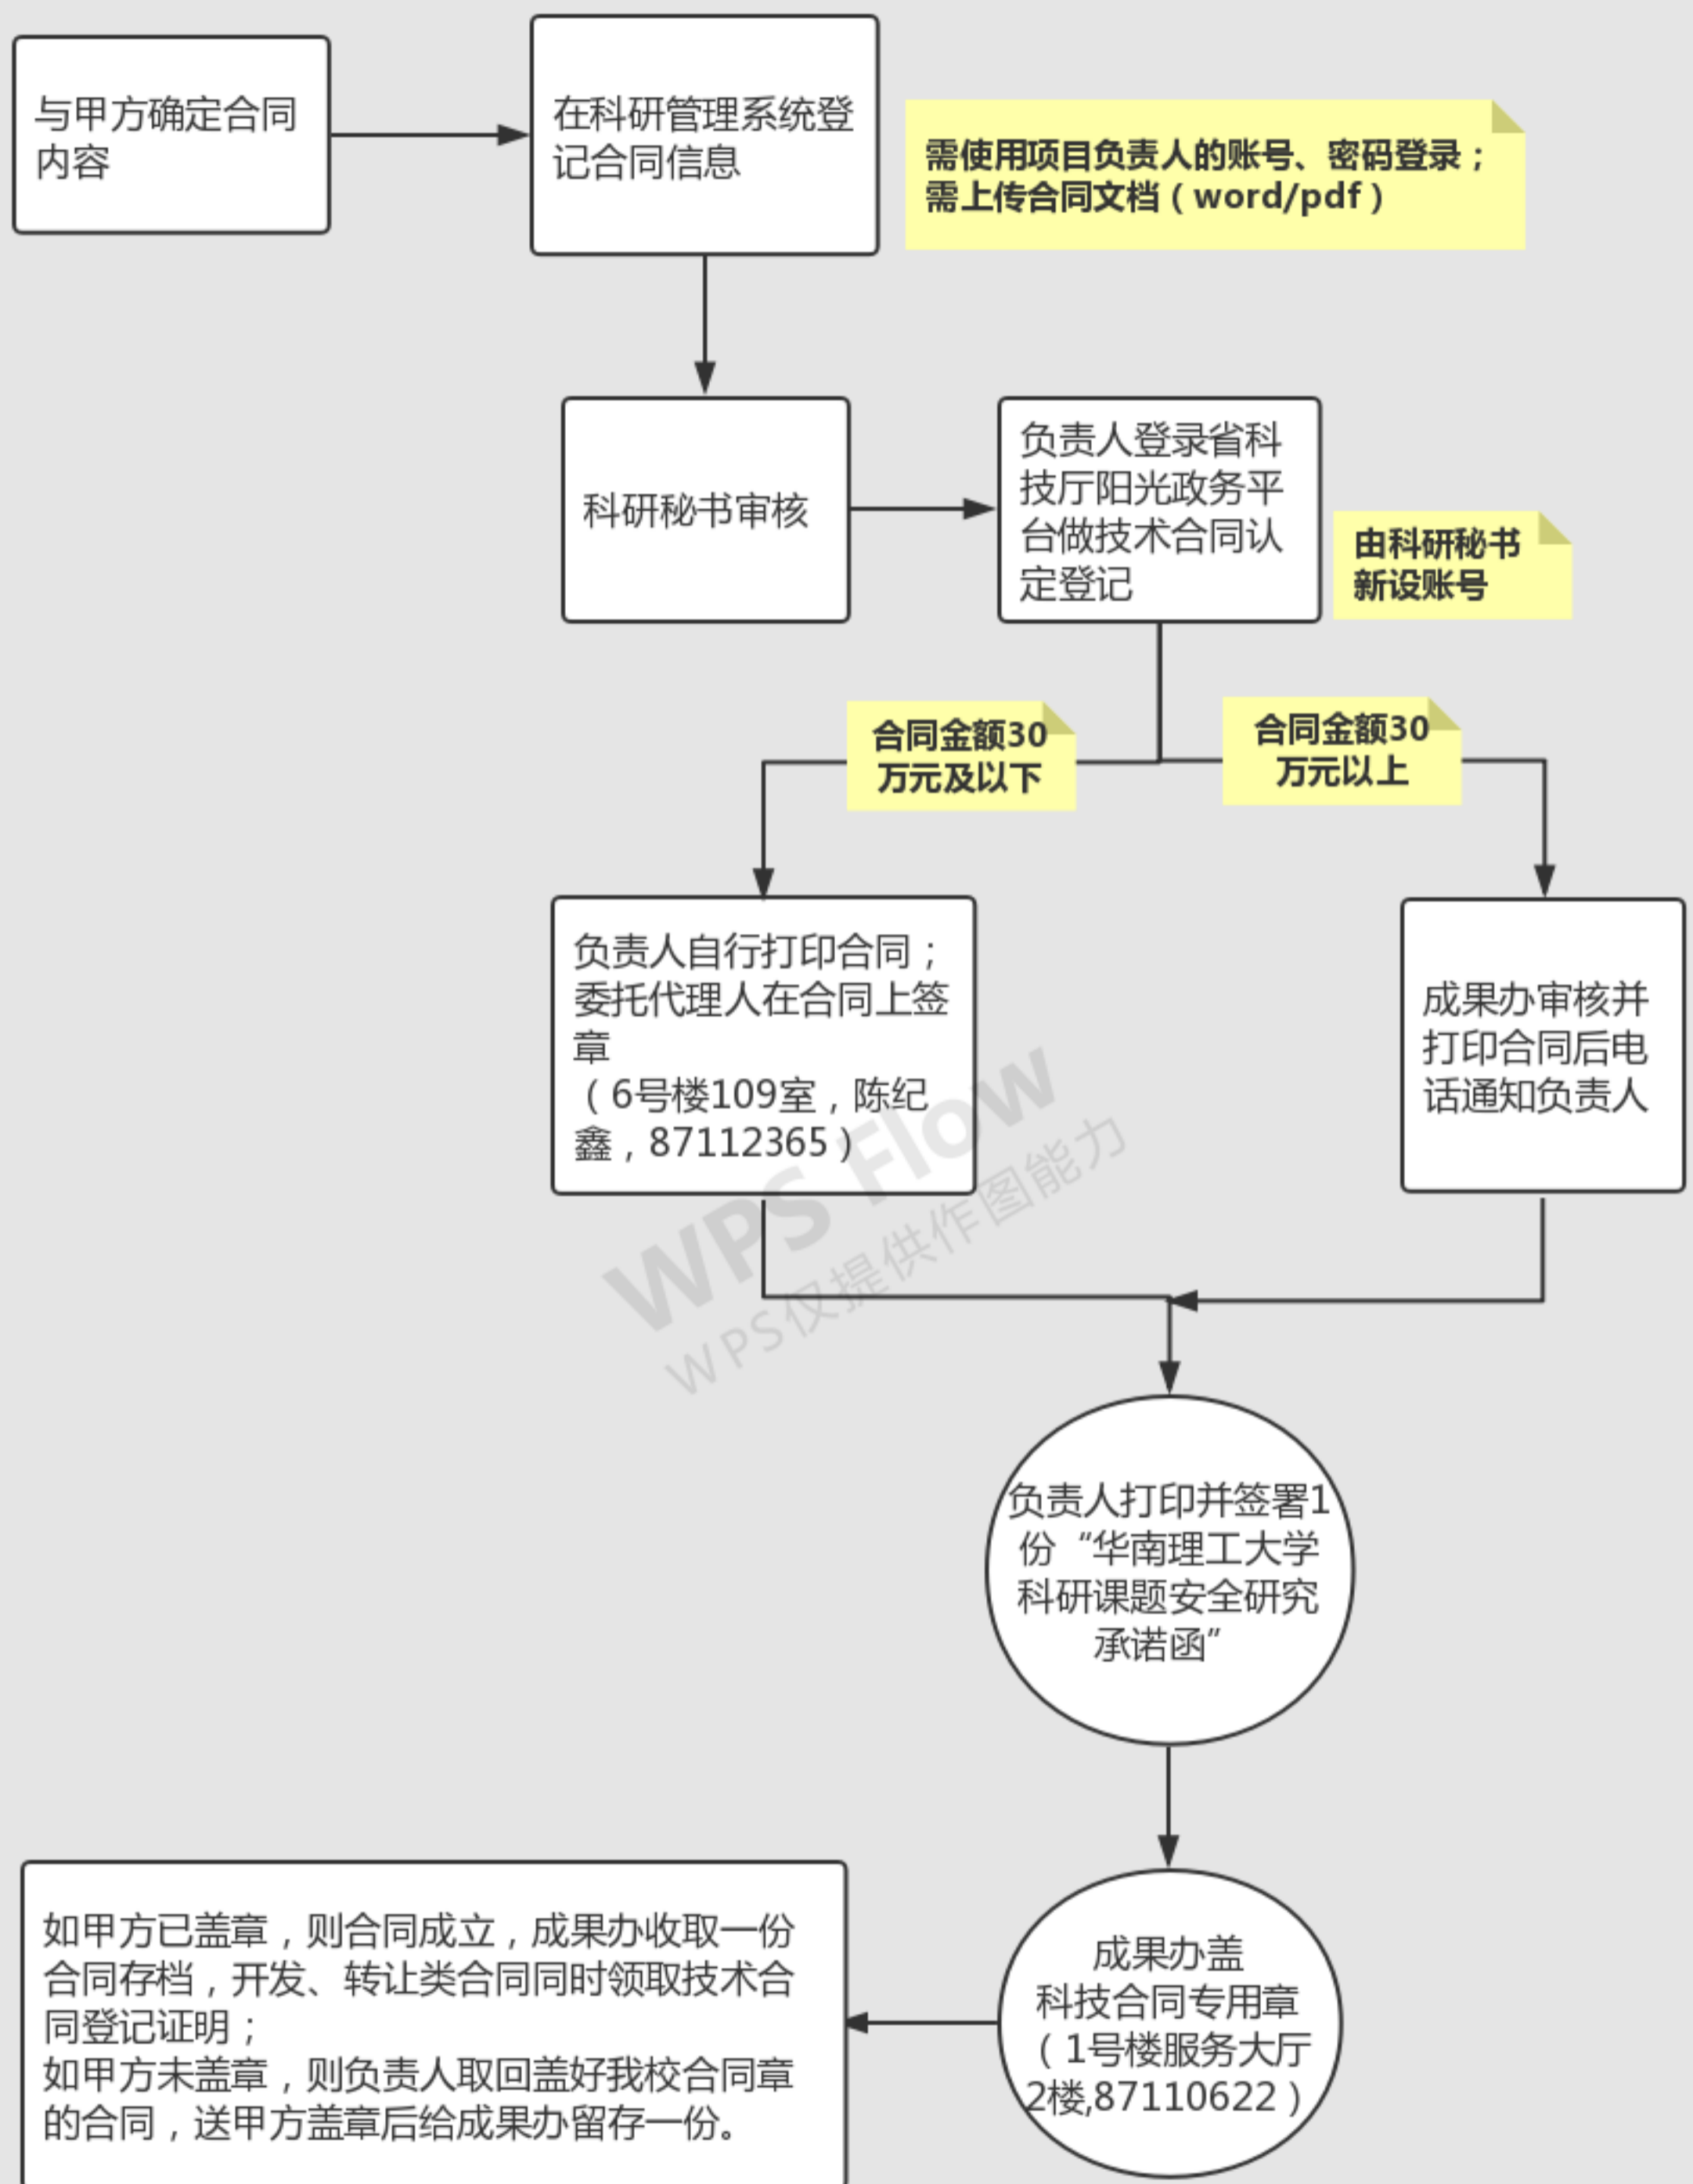 与甲方确定合同
内容
在科研管理系统登
记合同信息
需使用项目负责人的账号、密码登录；
需上传合同文档（word/pdf）
科研秘书审核
负责人登录省科
技厅阳光政务平
台做技术合同认
定登记
由科研秘书
新设账号
合同金额30
万元及以下
合同金额30
万元以上
负责人自行打印合同；
委托代理人在合同上签
章
（6号楼109室，陈纪
鑫，87112365）
成果办审核并
打印合同后电
话通知负责人
WPS Flow
WPS仅提供作图能力
负责人打印并签署1
份“华南理工大学
科研课题安全研究
承诺函”
成果办盖
科技合同专用章
（1号楼服务大厅
2楼,87110622）
如甲方已盖章，则合同成立，成果办收取一份
合同存档，开发、转让类合同同时领取技术合
同登记证明；
如甲方未盖章，则负责人取回盖好我校合同章
的合同，送甲方盖章后给成果办留存一份。